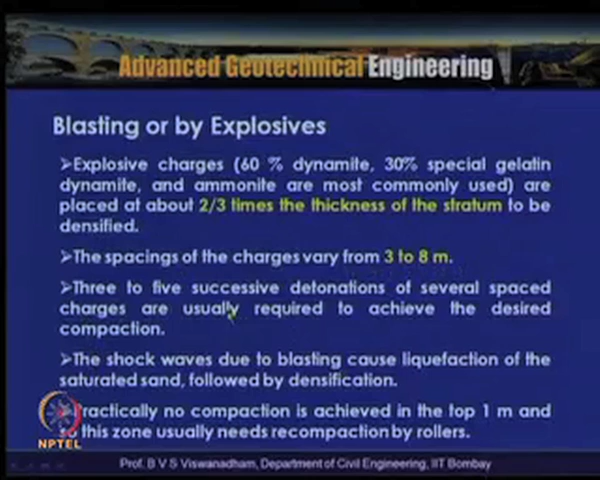 Advanced Geotechnical Engineering
Blasting or by Explosives
➢Explosive charges (60 % dynamite, 30% special gelatin
dynamite, and ammonite are most commonly used) are
placed at about 2/3 times the thickness of the stratum to be
densified.
➢The spacings of the charges vary from 3 to 8 m.
➢Three to five successive detonations of several spaced
charges are usually required to achieve the desired
compaction.
➢The shock waves due to blasting cause liquefaction of the
saturated sand, followed by densification.
➢Practically no compaction is achieved in the top 1 m and
so this zone usually needs recompaction by rollers.
NPTEL
Prof. B V S Viswanadham, Department of Civil Engineering, IIT Bombay